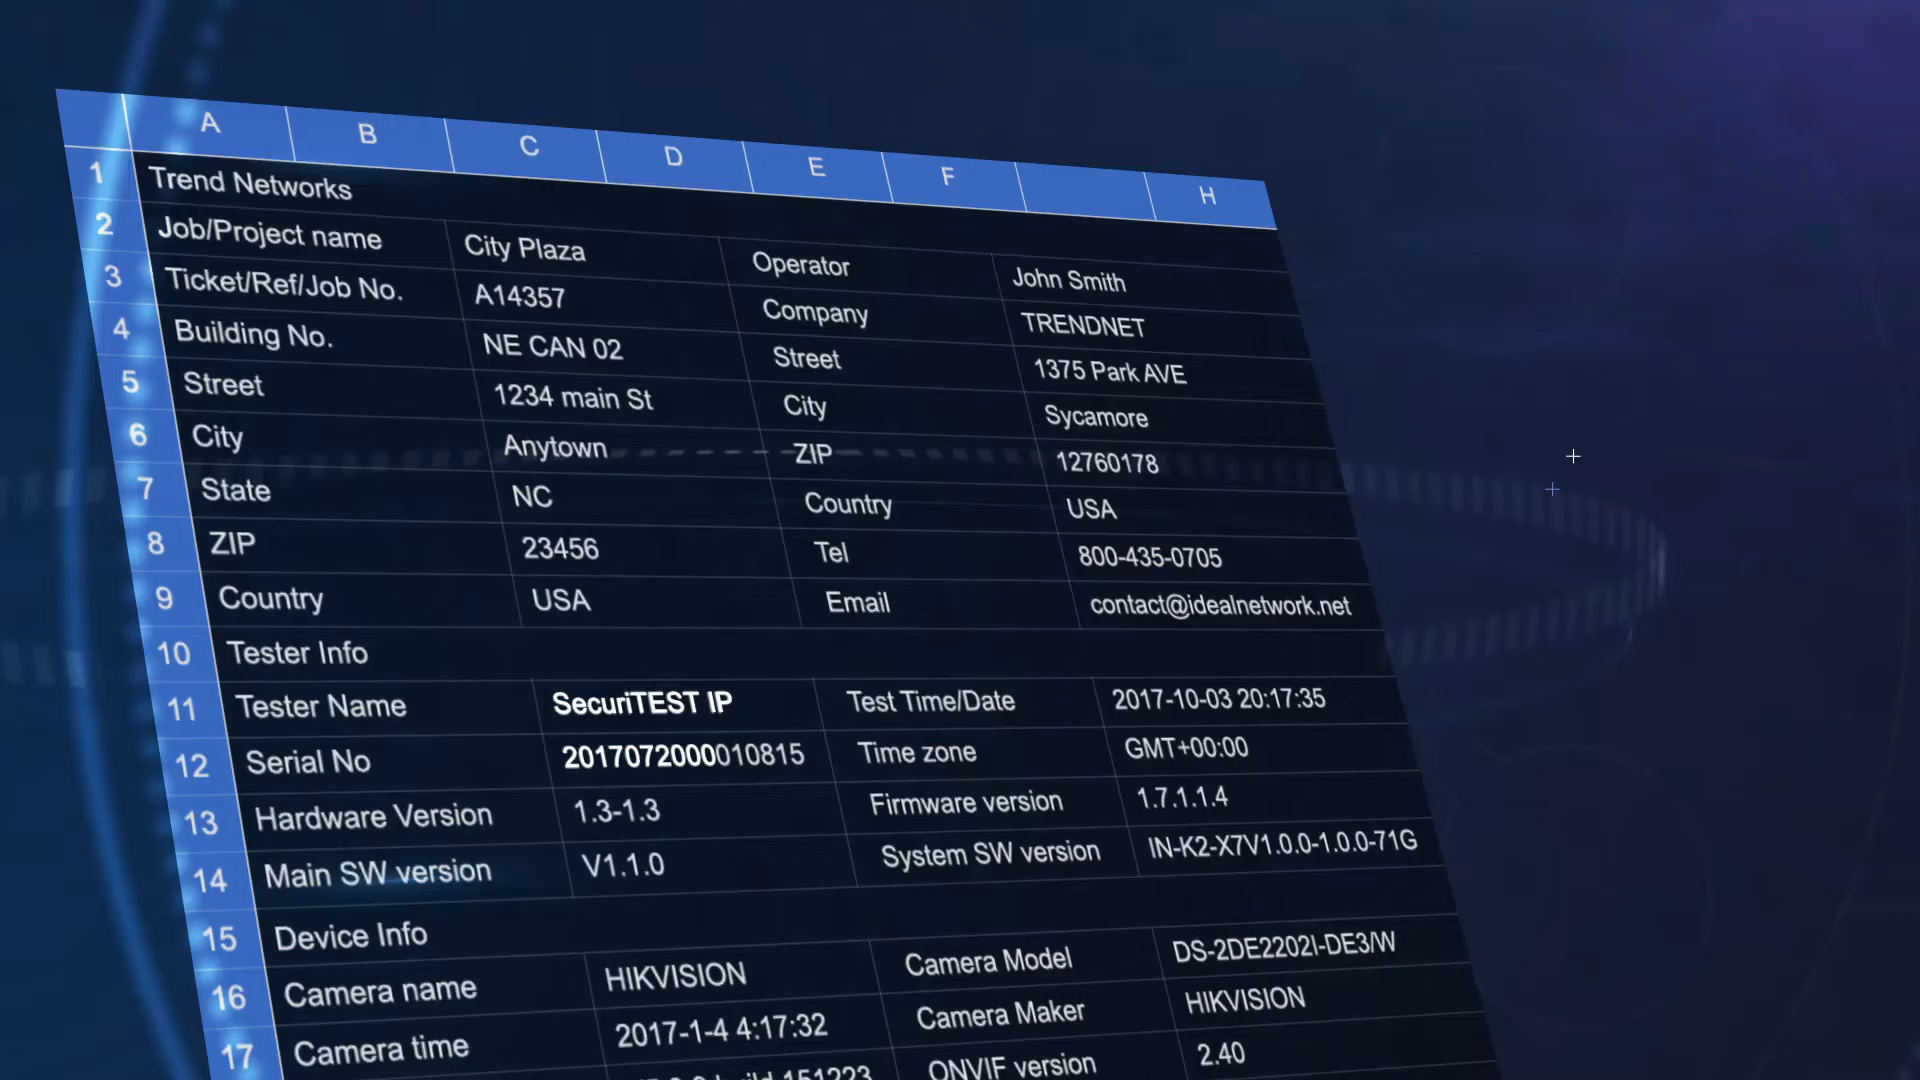 A B C D E F H
1 Trend Networks
2 Job/Project name City Plaza Operator John Smith
3 Ticket/Ref/Job No. A14357 Company TRENDNET
4 Building No. NE CAN 02 Street 1375 Park AVE
5 Street 1234 main St City Sycamore
6 City Anytown ZIP 12760178
7 State NC Country USA
8 ZIP 23456 Tel 800-435-0705
9 Country USA Email contact@idealnetwork.net
10 Tester Info
11 Tester Name SecuriTEST IP Test Time/Date 2017-10-03 20:17:35
12 Serial No 2017072000010815 Time zone GMT+00:00
13 Hardware Version 1.3-1.3 Firmware version 1.7.1.1.4
14 Main SW version V1.1.0 System SW version IN-K2-X7V1.0.0-1.0.0-71G
15 Device Info
16 Camera name HIKVISION Camera Model DS-2DE2202I-DE3/W
17 Camera time 2017-1-4 4:17:32 Camera Maker HIKVISION
build 151223 ONVIF version 2.40